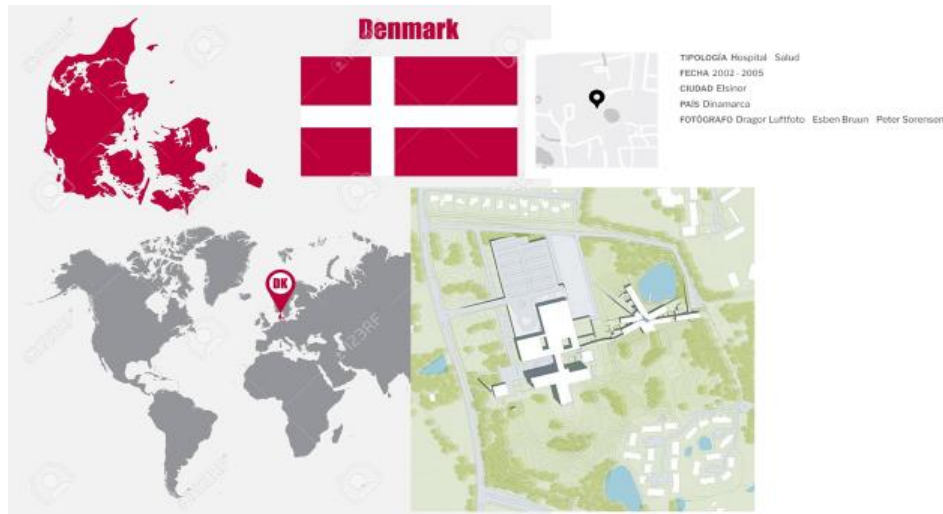 Denmark
TIPOLOGÍA Hospital Salud
FECHA 2002 - 2005
CIUDAD Elsinor
PAÍS Dinamarca
FOTÓGRAFO Dragor Luftfoto Esben Bruun Peter Sorensen
DK
123RF